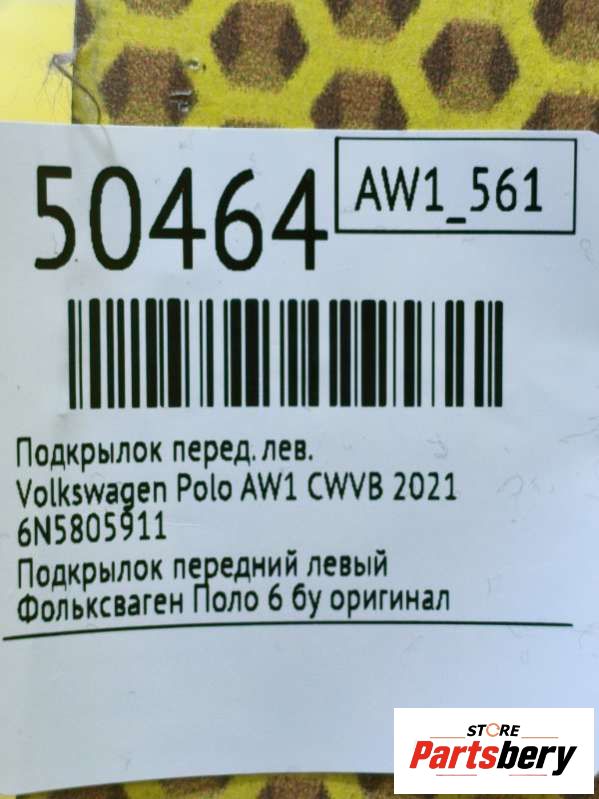 50464
AW1_561
Подкрылок перед. лев.
Volkswagen Polo AW1 CWVB 2021
6N5805911
Подкрылок передний левый
Фольксваген Поло 6 бу оригинал
STORE
Partsbery